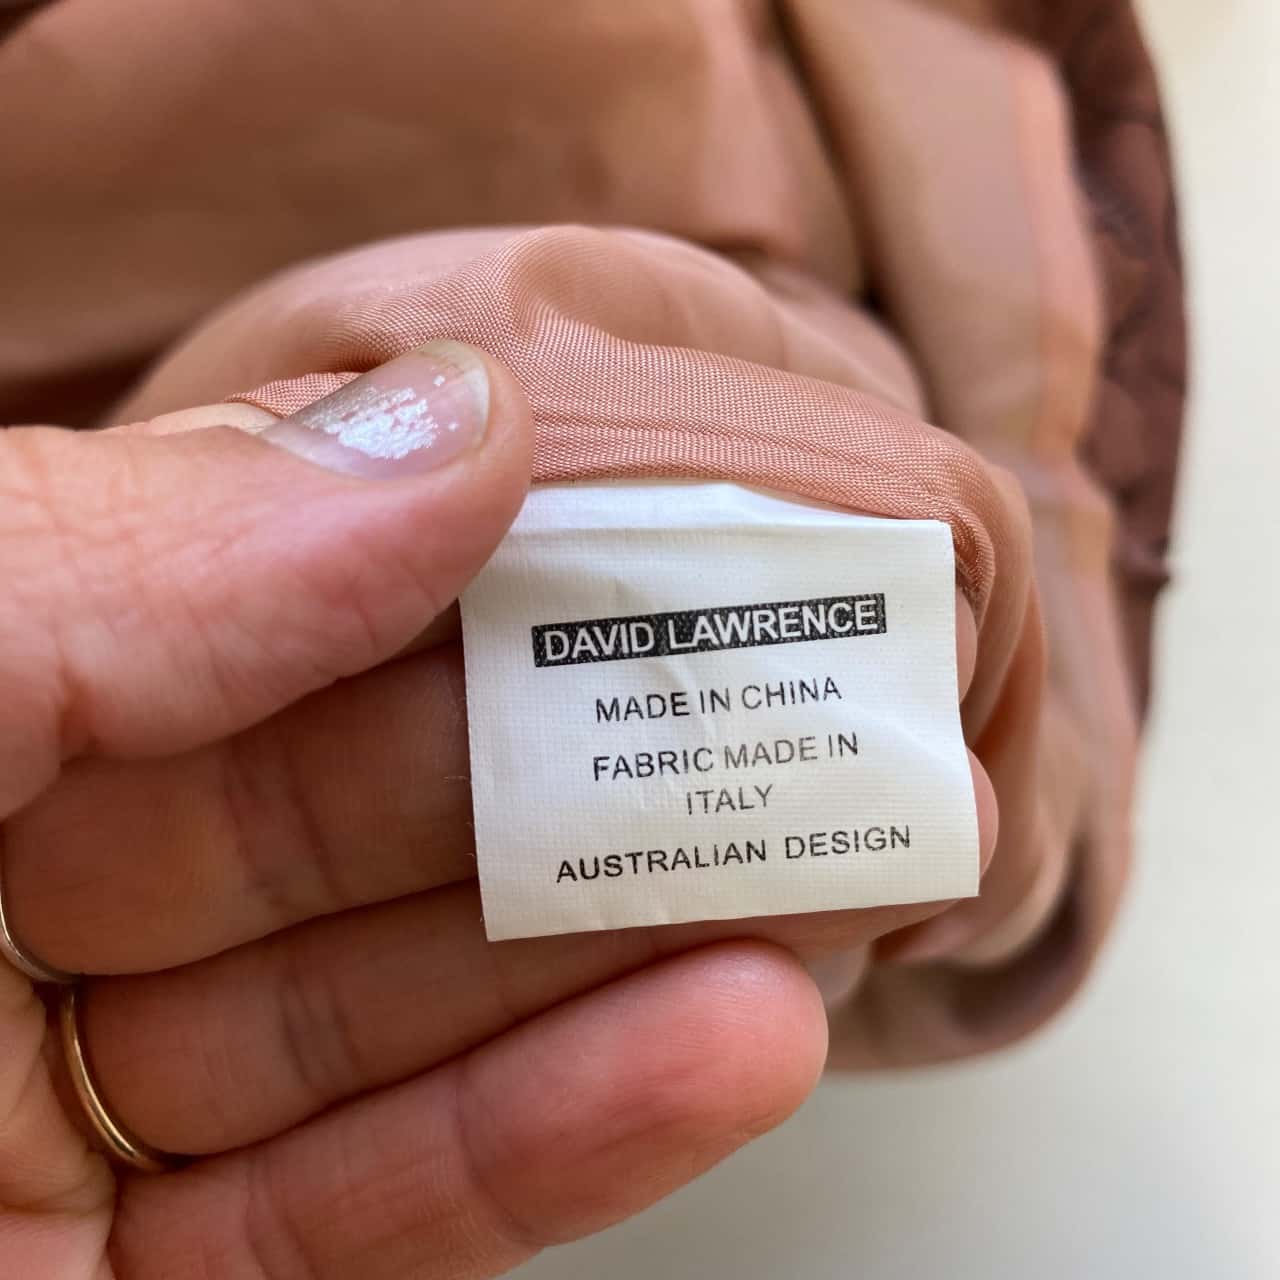 DAVID LAWRENCE
MADE IN CHINA
FABRIC MADE IN
ITALY
AUSTRALIAN DESIGN